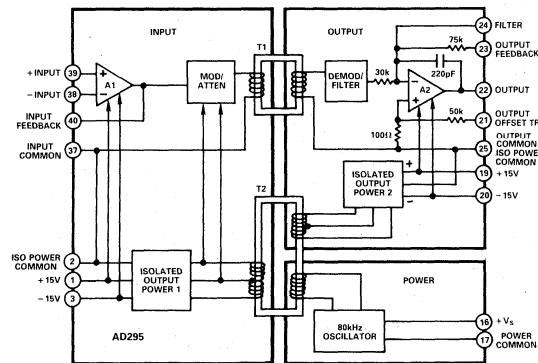 INPUT
OUTPUT
POWER
T1
T2
39
+ INPUT
38
- INPUT
40
INPUT
FEEDBACK
37
INPUT
COMMON
2
ISO POWER
COMMON
1
+ 15V
3
- 15V
A1
MOD/
ATTEN
ISOLATED
OUTPUT
POWER 1
AD295
DEMOD/
FILTER
30k
75k
220pF
A2
50k
100Ω
ISOLATED
OUTPUT
POWER 2
+
-
80kHz
OSCILLATOR
24
FILTER
23
OUTPUT
FEEDBACK
22
OUTPUT
21
OUTPUT
OFFSET TR
25
OUTPUT
COMMON
ISO POWER
COMMON
19
+ 15V
20
- 15V
16
+ VS
17
POWER
COMMON